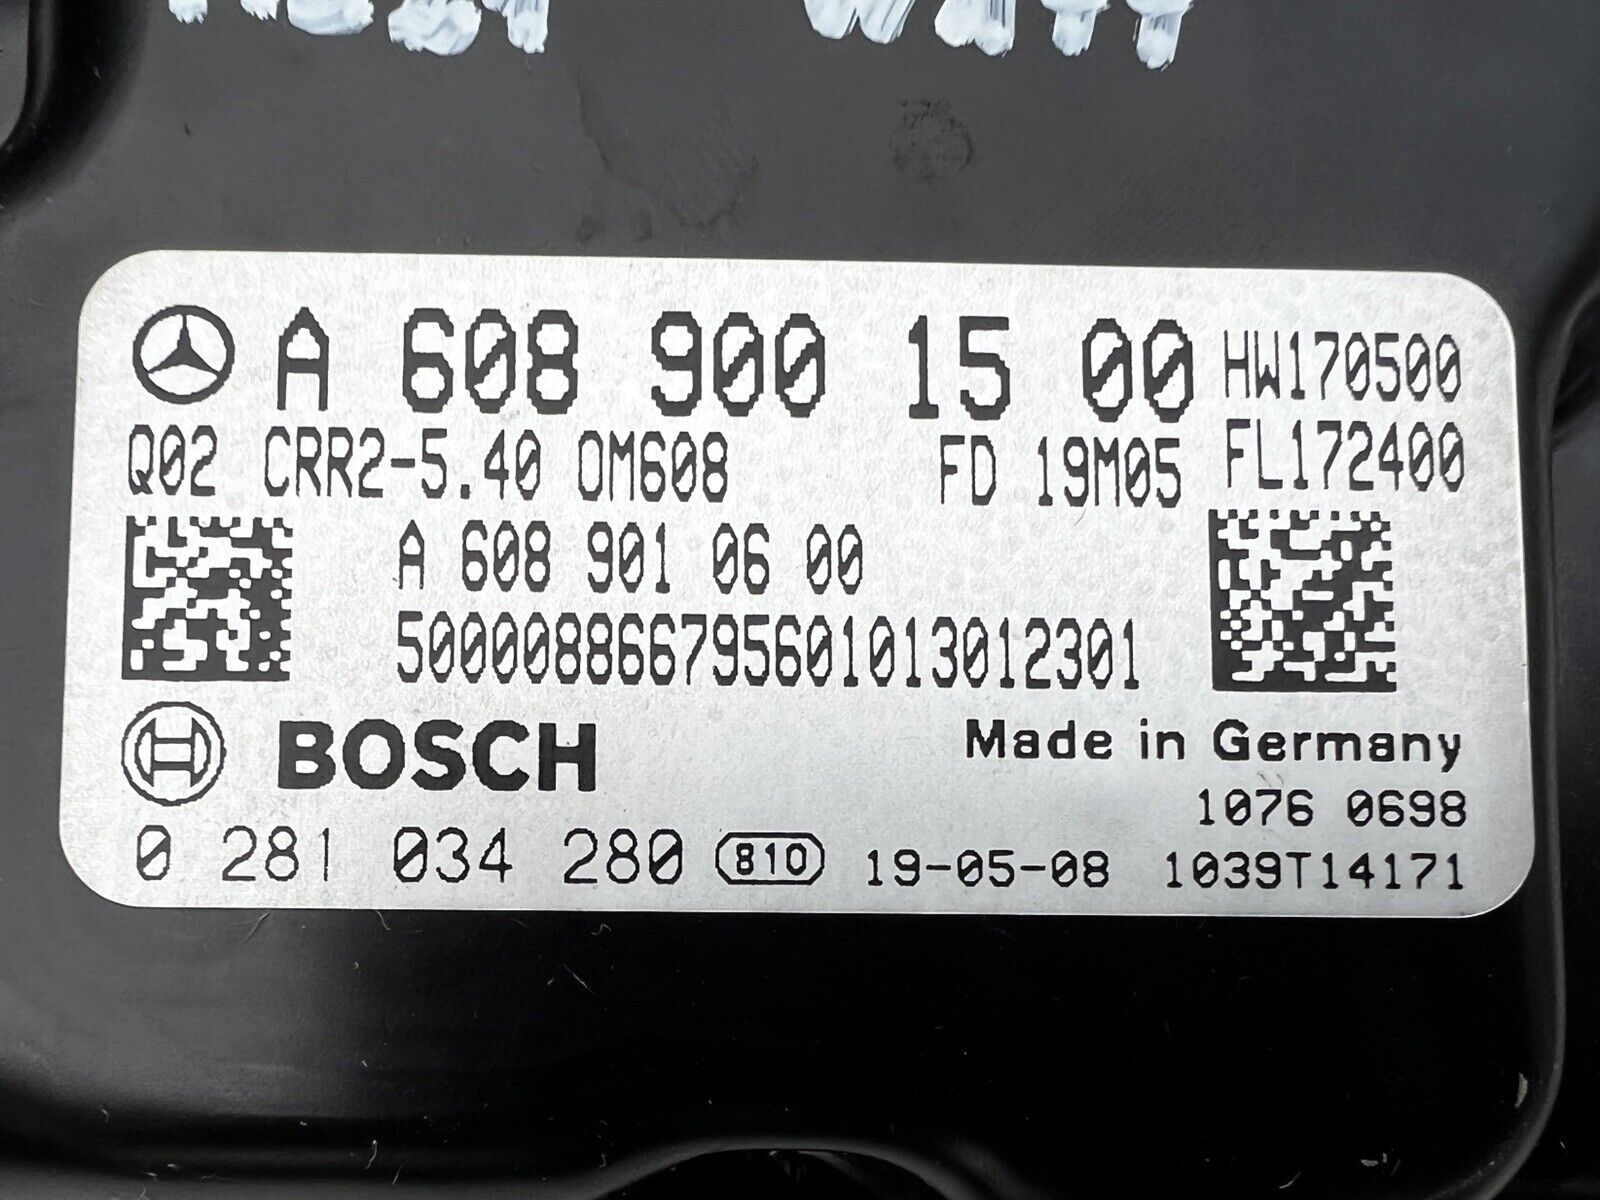 A 608 900 15 00 HW170500
Q02 CRR2-5.40 OM608 FD 19M05 FL172400
A 608 901 06 00
500008866795601013012301
BOSCH Made in Germany
1076 0698
0 281 034 280 810 19-05-08 1039T14171